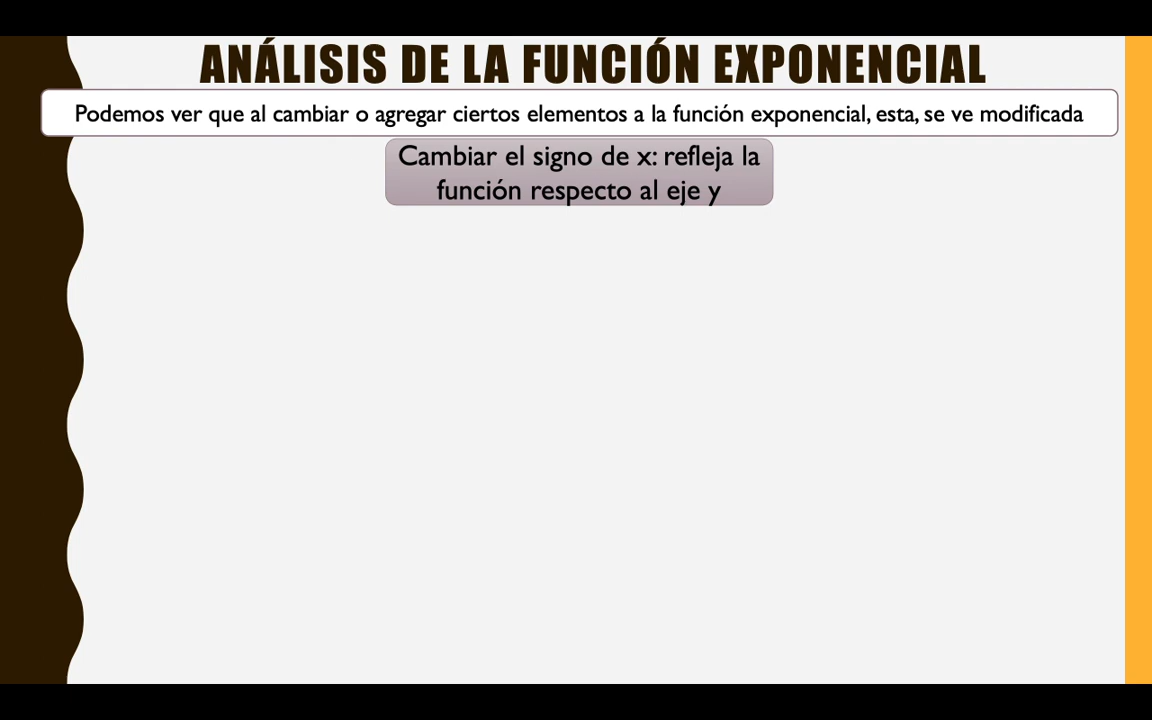 ANÁLISIS DE LA FUNCIÓN EXPONENCIAL
Podemos ver que al cambiar o agregar ciertos elementos a la función exponencial, esta, se ve modificada
Cambiar el signo de x: refleja la
función respecto al eje y